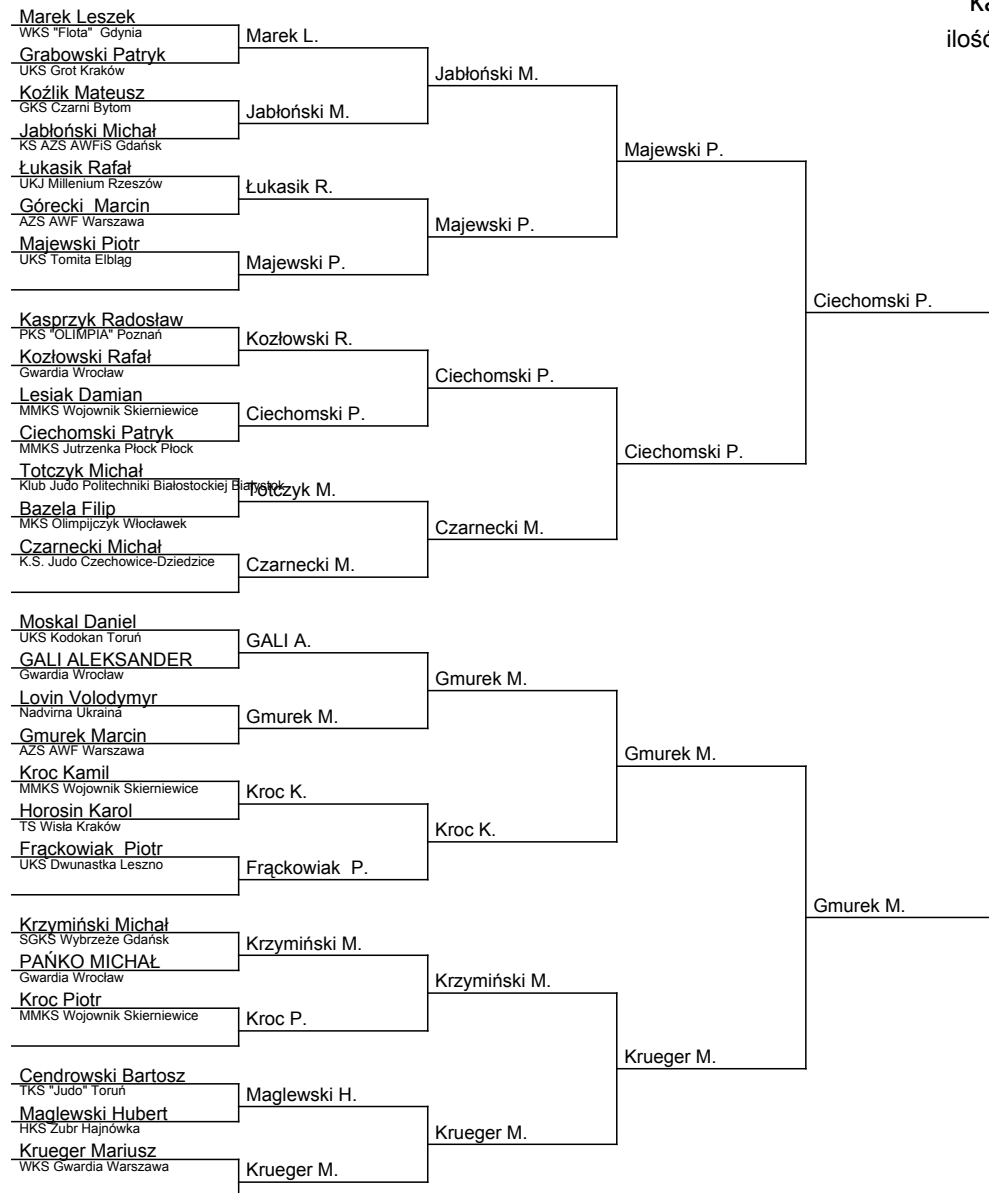 Ka
ilość
Marek Leszek
WKS "Flota" Gdynia
Marek L.
Grabowski Patryk
UKS Grot Kraków
Jabłoński M.
Koźlik Mateusz
GKS Czarni Bytom
Jabłoński M.
Jabłoński Michał
KS AZS AWFiS Gdańsk
Majewski P.
Łukasik Rafał
UKJ Millenium Rzeszów
Łukasik R.
Górecki Marcin
AZS AWF Warszawa
Majewski P.
Majewski Piotr
UKS Tomita Elbląg
Majewski P.
Ciechomski P.
Kasprzyk Radosław
PKS "OLIMPIA" Poznań
Kozłowski R.
Kozłowski Rafał
Gwardia Wrocław
Ciechomski P.
Lesiak Damian
MMKS Wojownik Skierniewice
Ciechomski P.
Ciechomski Patryk
MMKS Jutrzenka Płock Płock
Ciechomski P.
Totczyk Michał
Klub Judo Politechniki Białostockiej Białystok
Totczyk M.
Bazela Filip
MKS Olimpijczyk Włocławek
Czarnecki M.
Czarnecki Michał
K.S. Judo Czechowice-Dziedzice
Czarnecki M.
Moskal Daniel
UKS Kodokan Toruń
GALI A.
GALI ALEKSANDER
Gwardia Wrocław
Gmurek M.
Lovin Volodymyr
Nadvirna Ukraina
Gmurek M.
Gmurek Marcin
AZS AWF Warszawa
Gmurek M.
Kroc Kamil
MMKS Wojownik Skierniewice
Kroc K.
Horosin Karol
TS Wisła Kraków
Kroc K.
Frąckowiak Piotr
UKS Dwunastka Leszno
Frąckowiak P.
Gmurek M.
Krzymiński Michał
SGKS Wybrzeże Gdańsk
Krzymiński M.
PAŃKO MICHAŁ
Gwardia Wrocław
Krzymiński M.
Kroc Piotr
MMKS Wojownik Skierniewice
Kroc P.
Krueger M.
Cendrowski Bartosz
TKS "Judo" Toruń
Maglewski H.
Maglewski Hubert
HKS Żubr Hajnówka
Krueger M.
Krueger Mariusz
WKS Gwardia Warszawa
Krueger M.